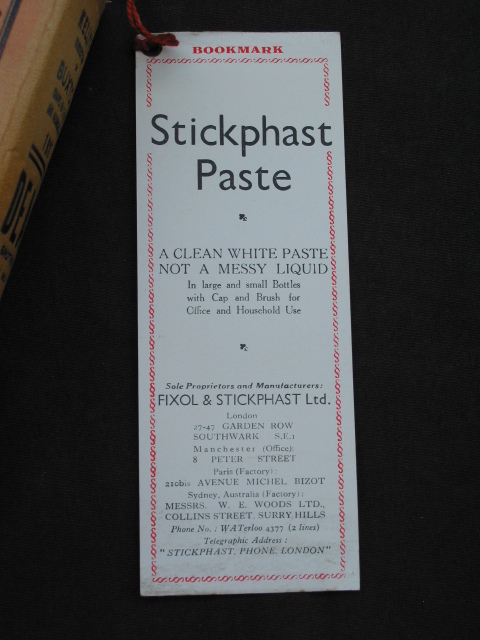 BOOKMARK
Stickphast
Paste
A CLEAN WHITE PASTE
NOT A MESSY LIQUID
In large and small Bottles
with Cap and Brush for
Office and Household Use
Sole Proprietors and Manufacturers:
FIXOL & STICKPHAST Ltd.
London
37-47 GARDEN ROW
SOUTHWARK S.E.1
Manchester (Office):
8 PETER STREET
Paris (Factory):
210bis AVENUE MICHEL BIZOT
Sydney, Australia (Factory):
MESSRS. W. E. WOODS LTD.,
COLLINS STREET, SURRY HILLS
Phone No.: WATerloo 4377 (2 lines)
Telegraphic Address:
"STICKPHAST, PHONE, LONDON"